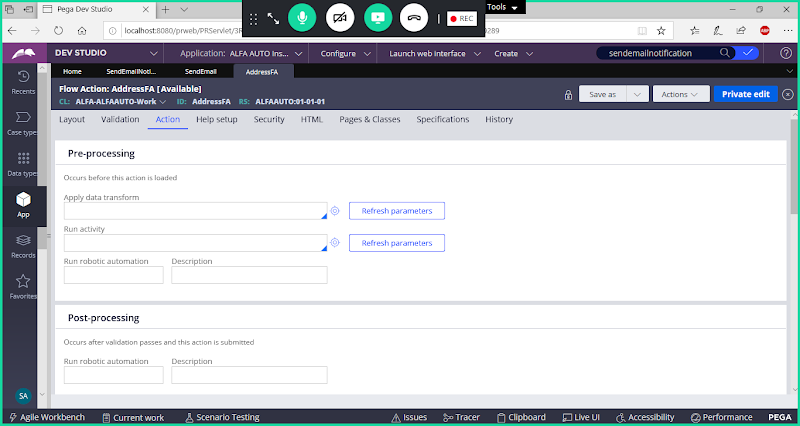 Pega Dev Studio
Tools
localhost:8080/prweb/PRServlet/3R
0289
REC
DEV STUDIO
Application: ALFA AUTO Ins...
Configure
Launch web interface
Create
sendemailnotification
Home
SendEmailNoti...
SendEmail
AddressFA
Flow Action: AddressFA [Available]
CL: ALFA-ALFAAUTO-Work ID: AddressFA RS: ALFAAUTO:01-01-01
Save as
Actions
Private edit
Recents
Case types
Data types
App
Records
Favorites
SA
Layout Validation Action Help setup Security HTML Pages & Classes Specifications History
Pre-processing
Occurs before this action is loaded
Apply data transform
Refresh parameters
Run activity
Refresh parameters
Run robotic automation Description
Post-processing
Occurs after validation passes and this action is submitted
Run robotic automation Description
Agile Workbench Current work Scenario Testing Issues Tracer Clipboard Live UI Accessibility Performance PEGA